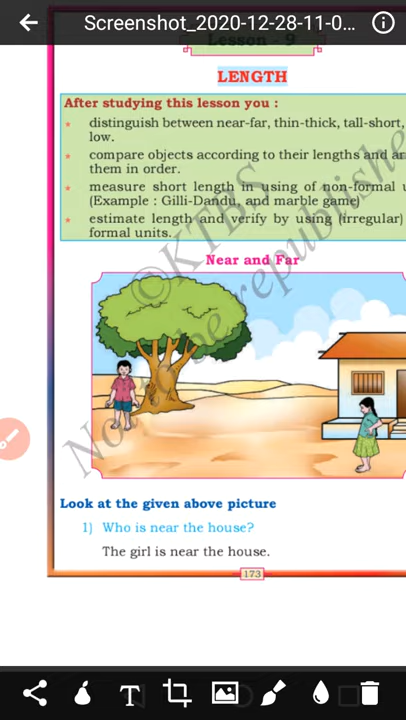 Screenshot_2020-12-28-11-0...
Lesson - 9
LENGTH
After studying this lesson you :
distinguish between near-far, thin-thick, tall-short,
low.
compare objects according to their lengths and
them in order.
measure short length in using of non-formal
(Example : Gilli-Dandu, and marble game)
estimate length and verify by using (irregular)
formal units.
Near and Far
©KTBS
Not to be republished
Look at the given above picture
1) Who is near the house?
The girl is near the house.
173
T